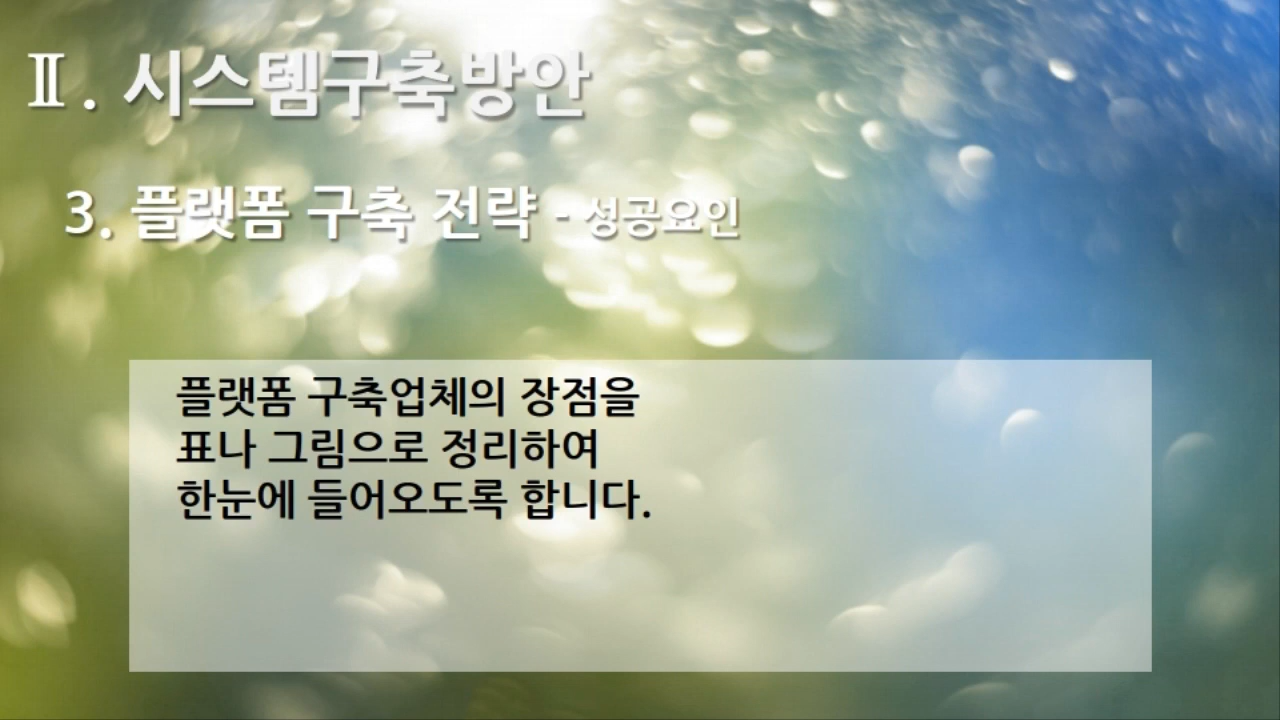 Ⅱ. 시스템구축방안
3. 플랫폼 구축 전략 - 성공요인
플랫폼 구축업체의 장점을
표나 그림으로 정리하여
한눈에 들어오도록 합니다.